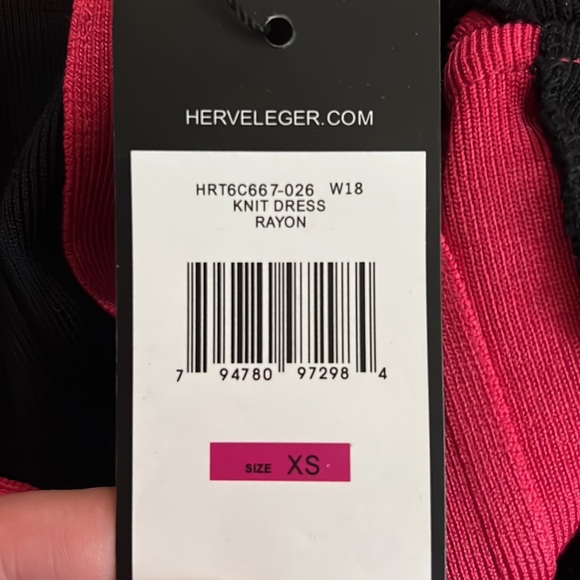 HERVELEGER.COM
HRT6C667-026 W18
KNIT DRESS
RAYON
7 94780 97298 4
SIZE XS